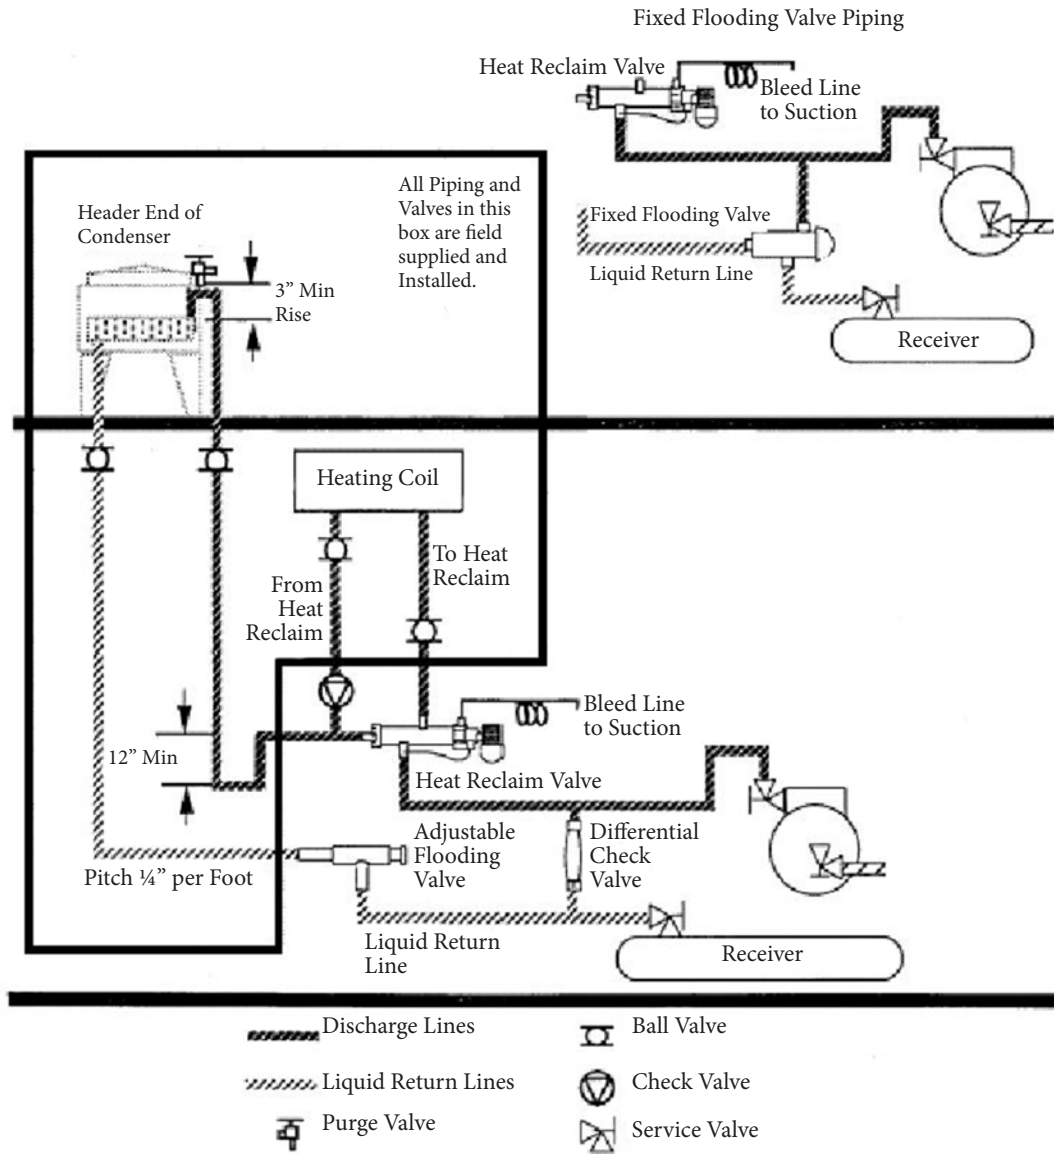 Fixed Flooding Valve Piping
Heat Reclaim Valve
Bleed Line
to Suction
All Piping and
Valves in this
box are field
supplied and
Installed.
Header End of
Condenser
3” Min
Rise
Fixed Flooding Valve
Liquid Return Line
Receiver
Heating Coil
To Heat
Reclaim
From
Heat
Reclaim
Bleed Line
to Suction
12” Min
Heat Reclaim Valve
Adjustable
Flooding
Valve
Differential
Check
Valve
Pitch ¼” per Foot
Liquid Return
Line
Receiver
Discharge Lines
Ball Valve
Liquid Return Lines
Check Valve
Purge Valve
Service Valve